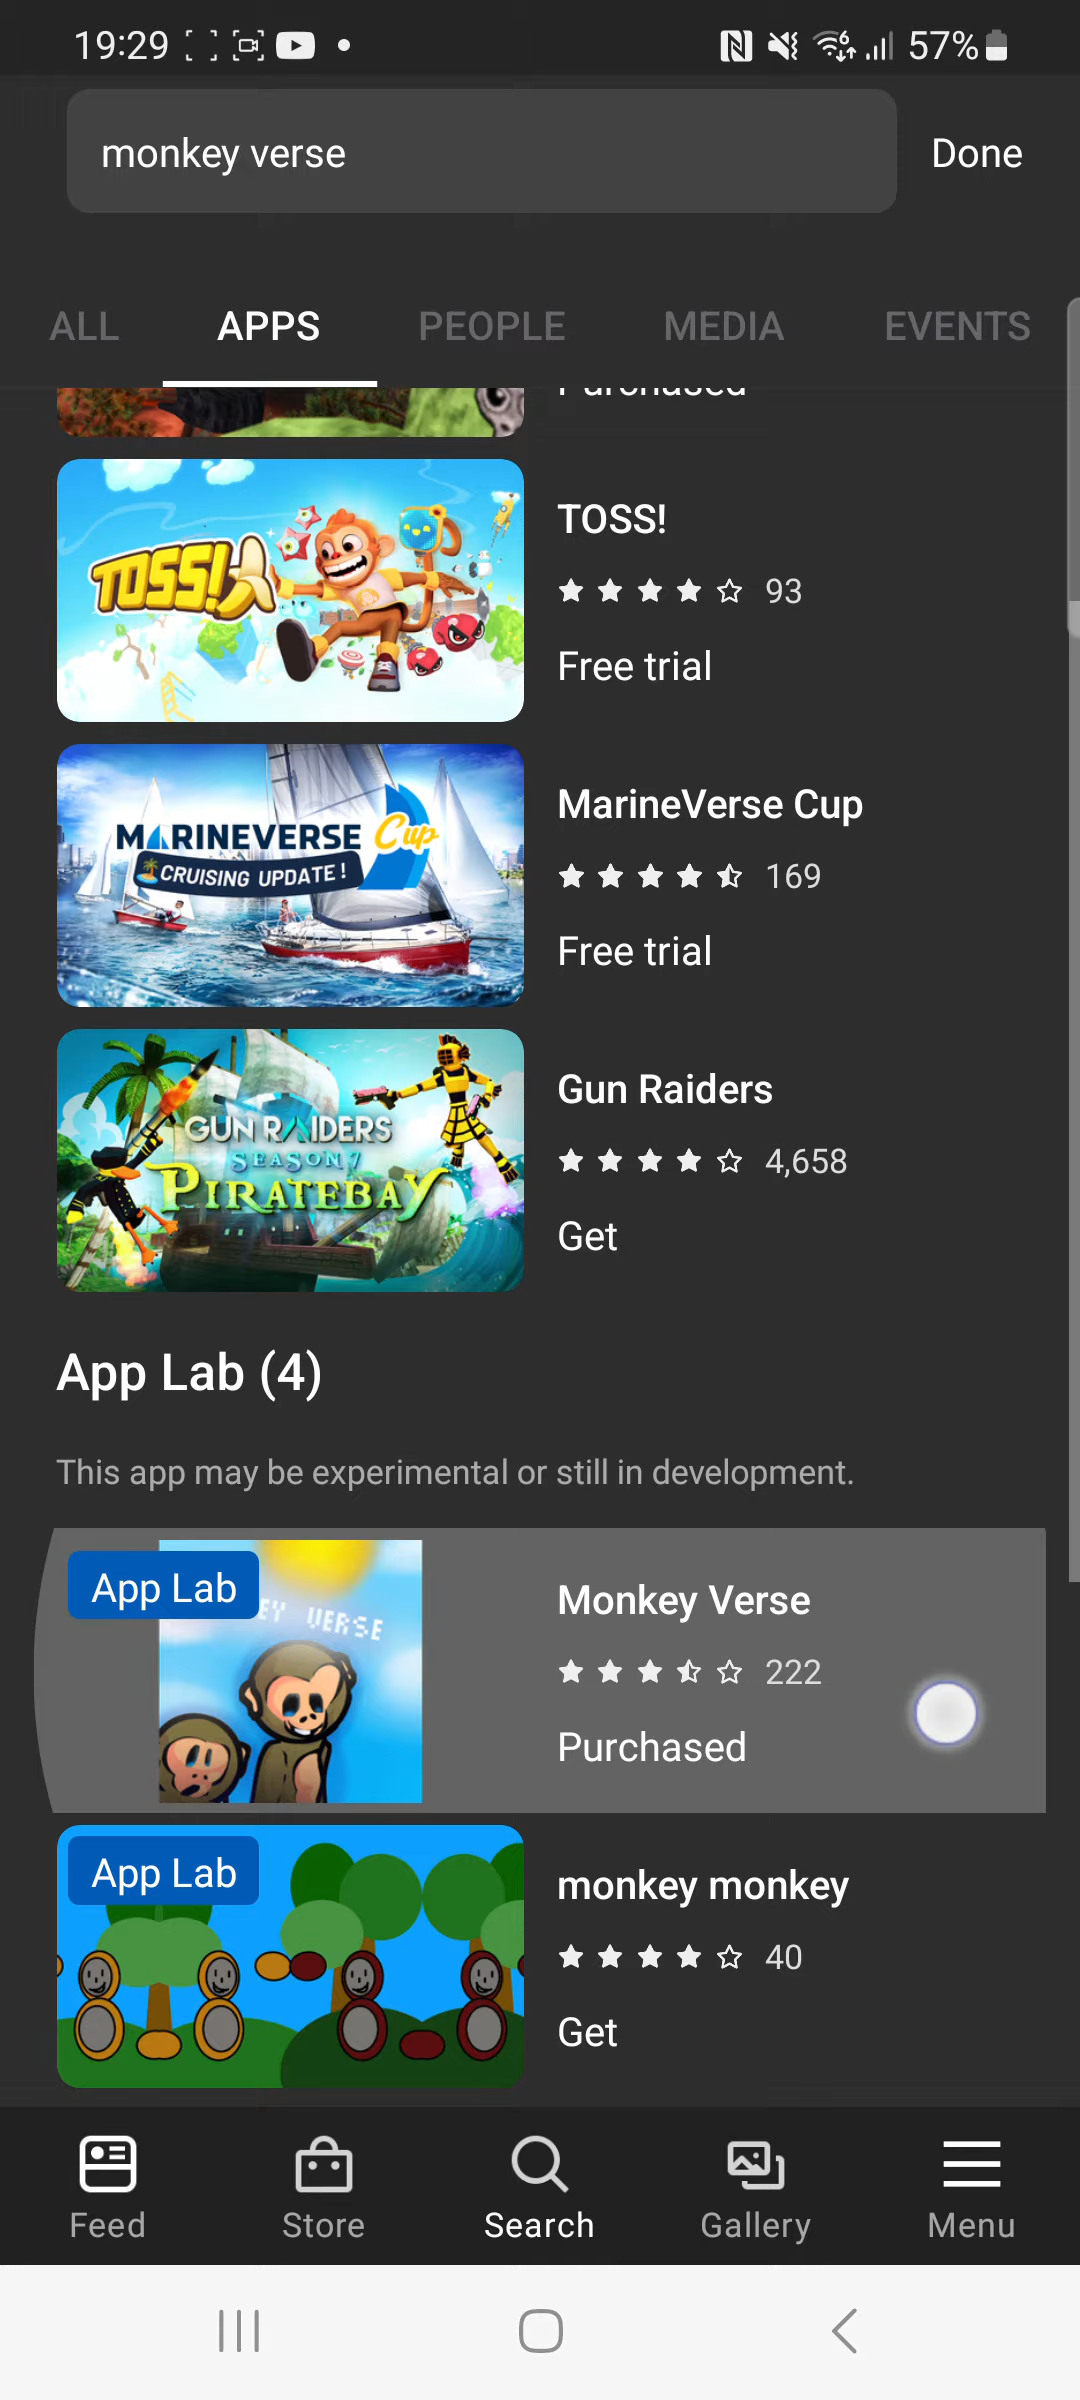 19:29
57%
monkey verse
Done
ALL
APPS
PEOPLE
MEDIA
EVENTS
Purchased
TOSS!
TOSS!
93
Free trial
MARINEVERSE Cup
CRUISING UPDATE!
MarineVerse Cup
169
Free trial
GUN RAIDERS
SEASON 7
PIRATEBAY
Gun Raiders
4,658
Get
App Lab (4)
This app may be experimental or still in development.
App Lab
EY VERSE
Monkey Verse
222
Purchased
App Lab
monkey monkey
40
Get
Feed
Store
Search
Gallery
Menu